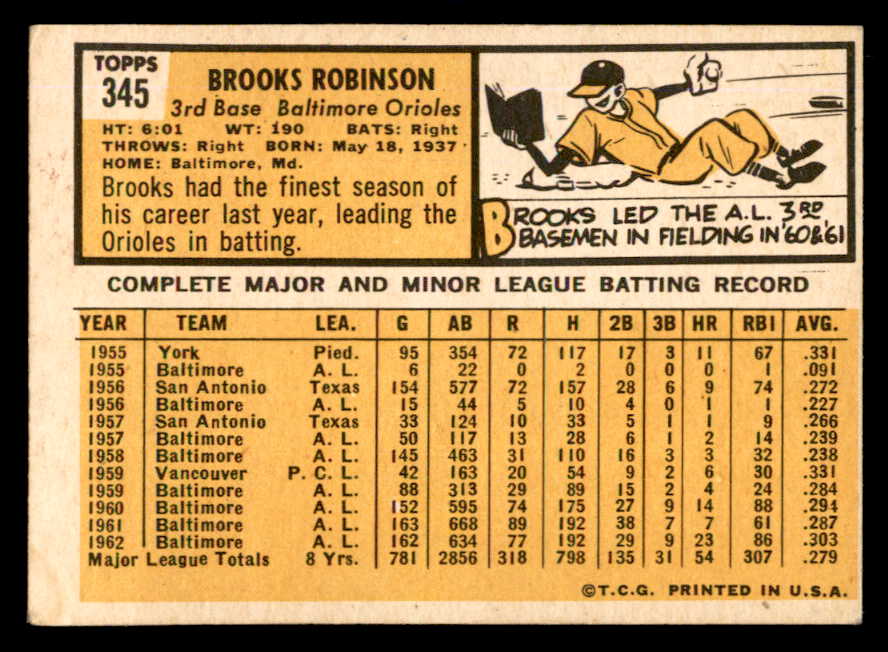 TOPPS
345
BROOKS ROBINSON
3rd Base Baltimore Orioles
HT: 6:01 WT: 190 BATS: Right
THROWS: Right BORN: May 18, 1937
HOME: Baltimore, Md.
Brooks had the finest season of
his career last year, leading the
Orioles in batting.
BROOKS LED THE A.L. 3RD
BASEMEN IN FIELDING IN '60 & '61
COMPLETE MAJOR AND MINOR LEAGUE BATTING RECORD
YEAR TEAM LEA. G AB R H 2B 3B HR RBI AVG.
1955 York Pied. 95 354 72 117 17 3 11 67 .331
1955 Baltimore A. L. 6 22 0 2 0 0 0 1 .091
1956 San Antonio Texas 154 577 72 157 28 6 9 74 .272
1956 Baltimore A. L. 15 44 5 10 4 0 1 1 .227
1957 San Antonio Texas 33 124 10 33 5 1 1 9 .266
1957 Baltimore A. L. 50 117 13 28 6 1 2 14 .239
1958 Baltimore A. L. 145 463 31 110 16 3 3 32 .238
1959 Vancouver P. C. L. 42 163 20 54 9 2 6 30 .331
1959 Baltimore A. L. 88 313 29 89 15 2 4 24 .284
1960 Baltimore A. L. 152 595 74 175 27 9 14 88 .294
1961 Baltimore A. L. 163 668 89 192 38 7 7 61 .287
1962 Baltimore A. L. 162 634 77 192 29 9 23 86 .303
Major League Totals 8 Yrs. 781 2856 318 798 135 31 54 307 .279
©T.C.G. PRINTED IN U.S.A.